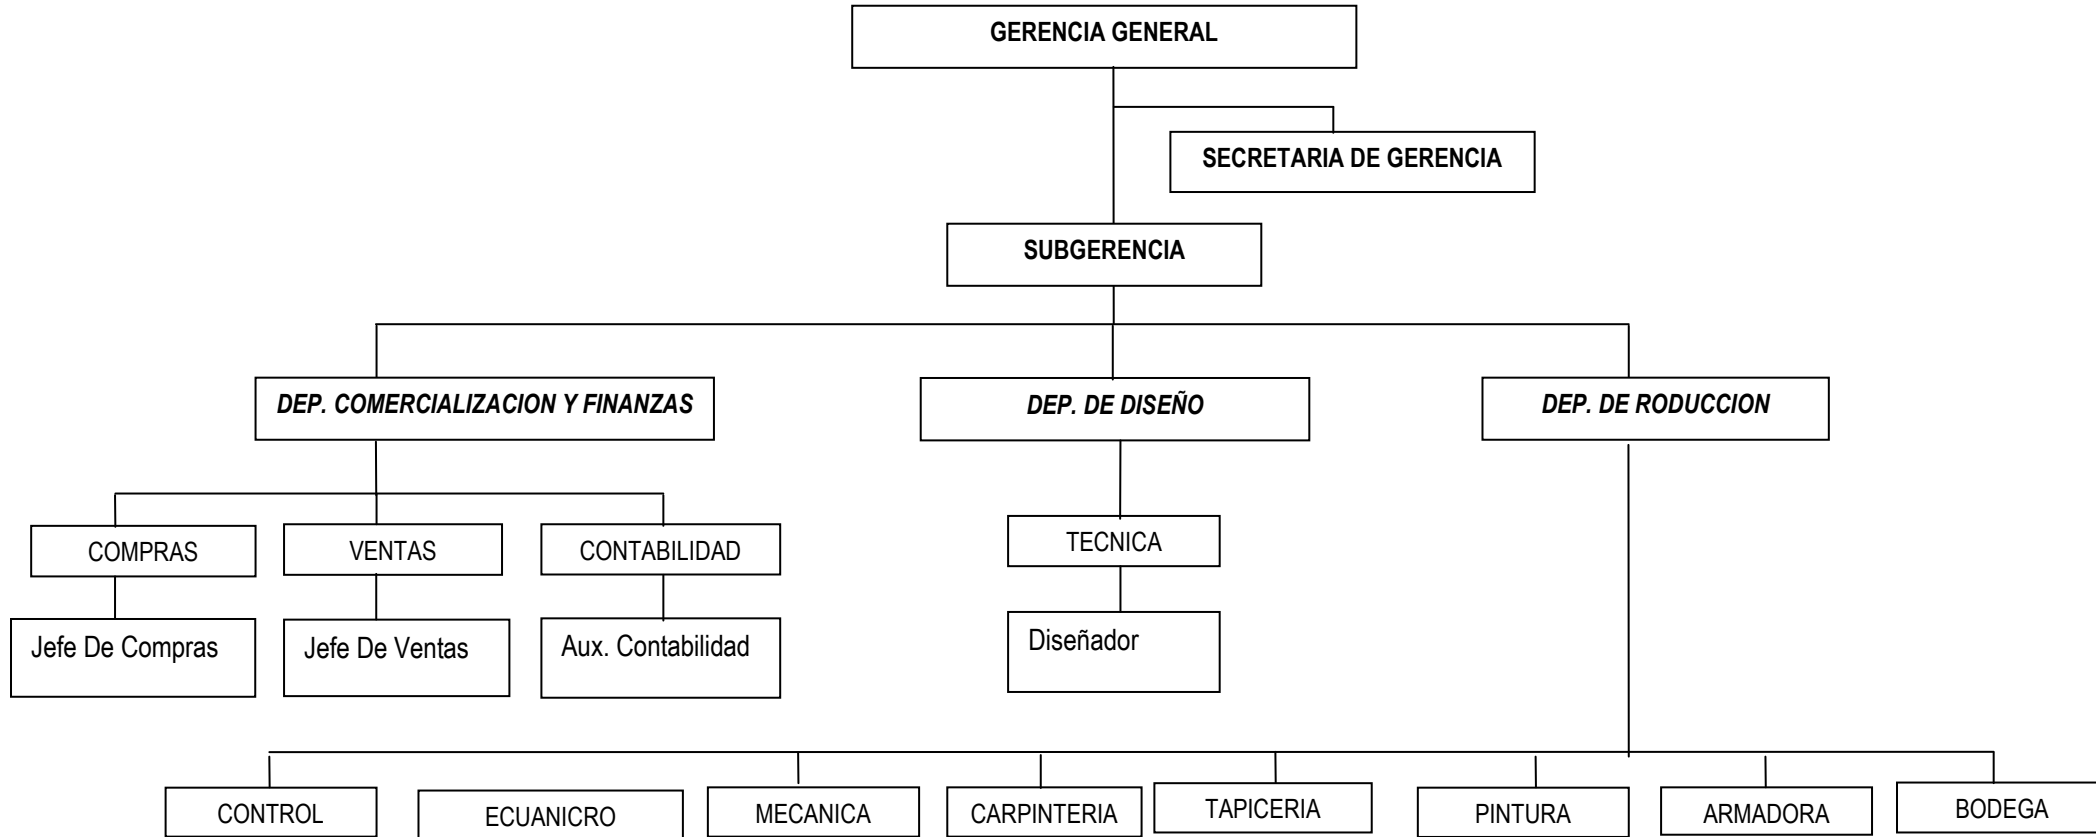 GERENCIA GENERAL
SECRETARIA DE GERENCIA
SUBGERENCIA
DEP. COMERCIALIZACION Y FINANZAS
DEP. DE DISEÑO
DEP. DE RODUCCION
COMPRAS
VENTAS
CONTABILIDAD
TECNICA
Jefe De Compras
Jefe De Ventas
Aux. Contabilidad
Diseñador
CONTROL
ECUANICRO
MECANICA
CARPINTERIA
TAPICERIA
PINTURA
ARMADORA
BODEGA